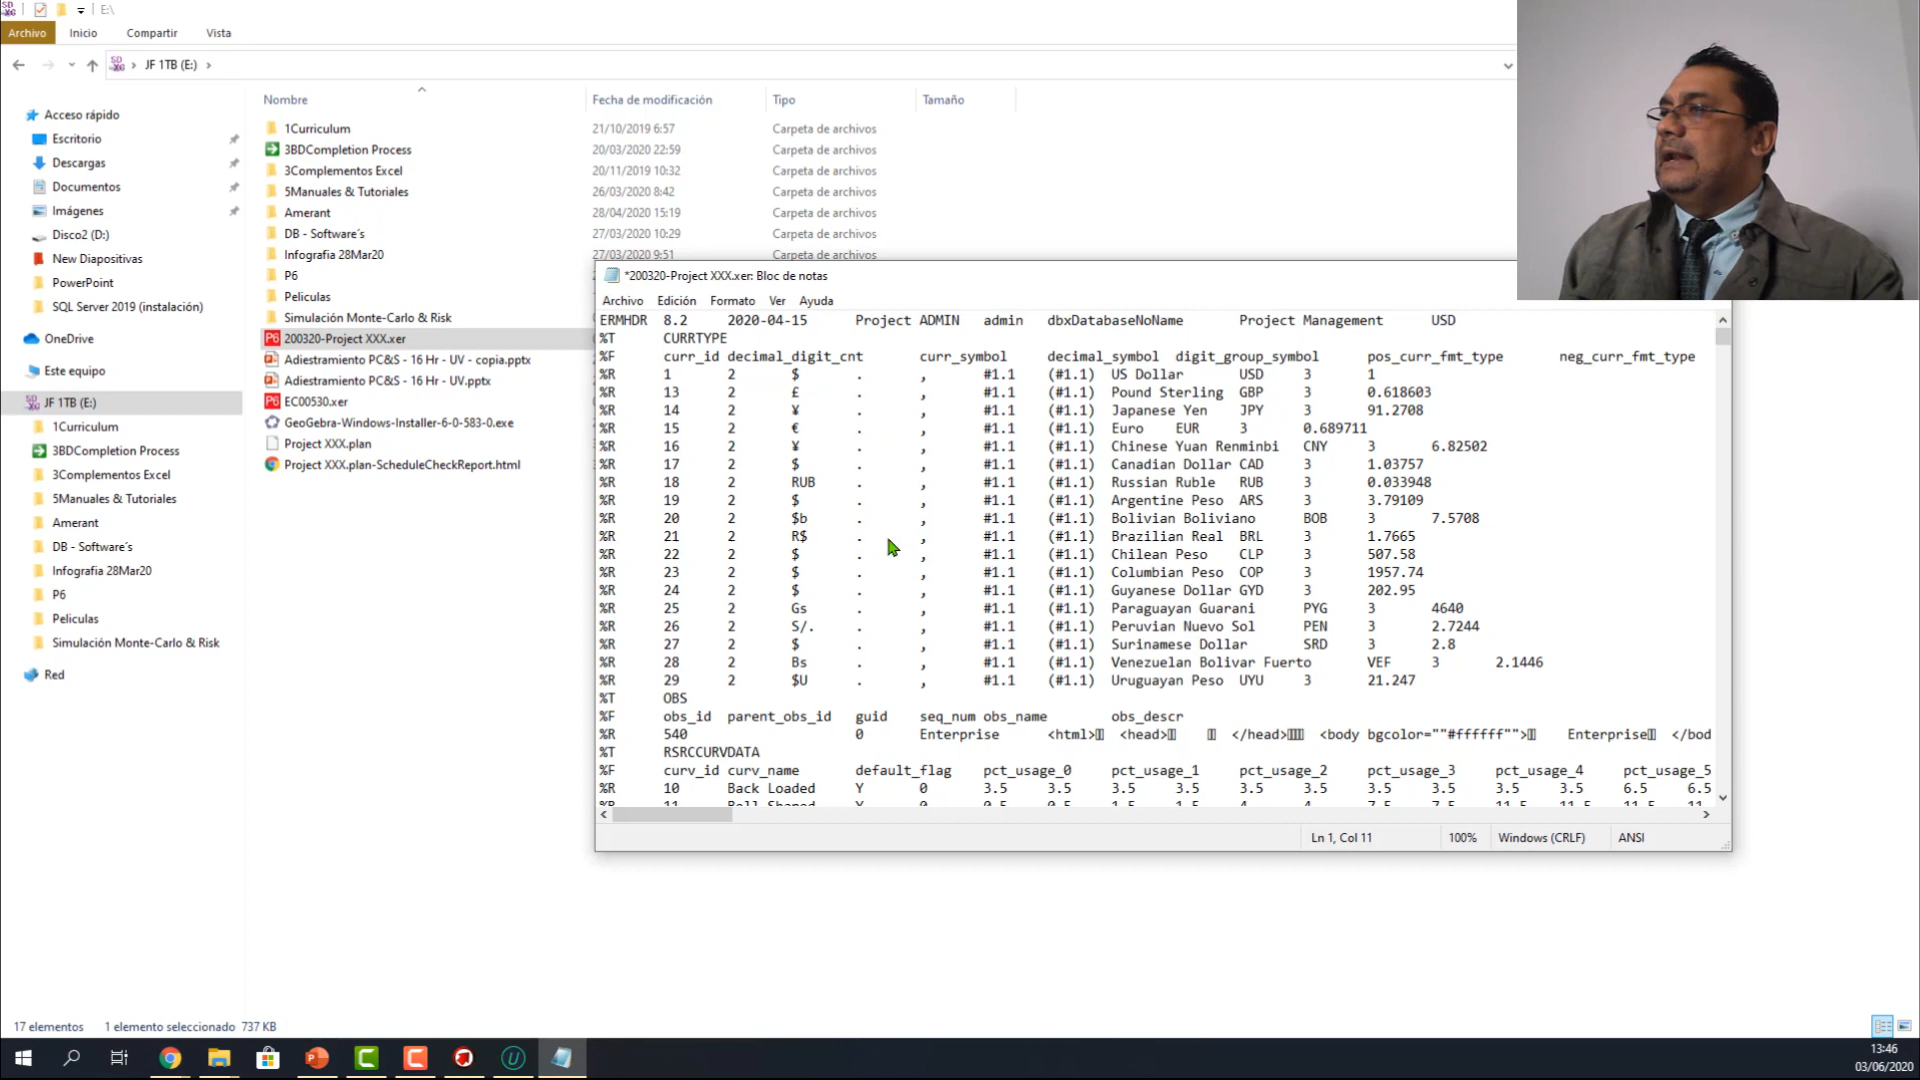 E:\
Archivo Inicio Compartir Vista
JF 1TB (E:)
Nombre Fecha de modificación Tipo Tamaño
Acceso rápido
Escritorio
Descargas
Documentos
Imágenes
Disco2 (D:)
New Diapositivas
PowerPoint
SQL Server 2019 (instalación)
OneDrive
Este equipo
JF 1TB (E:)
1Curriculum
3BDCompletion Process
3Complementos Excel
5Manuales & Tutoriales
Amerant
DB - Software´s
Infografia 28Mar20
P6
Peliculas
Simulación Monte-Carlo & Risk
Red
1Curriculum 21/10/2019 6:57 Carpeta de archivos
3BDCompletion Process 20/03/2020 22:59 Carpeta de archivos
3Complementos Excel 20/11/2019 10:32 Carpeta de archivos
5Manuales & Tutoriales 26/03/2020 8:42 Carpeta de archivos
Amerant 28/04/2020 15:19 Carpeta de archivos
DB - Software´s 27/03/2020 10:29 Carpeta de archivos
Infografia 28Mar20 27/03/2020 9:51 Carpeta de archivos
P6
Peliculas
Simulación Monte-Carlo & Risk
200320-Project XXX.xer
Adiestramiento PC&S - 16 Hr - UV - copia.pptx
Adiestramiento PC&S - 16 Hr - UV.pptx
EC00530.xer
GeoGebra-Windows-Installer-6-0-583-0.exe
Project XXX.plan
Project XXX.plan-ScheduleCheckReport.html
*200320-Project XXX.xer: Bloc de notas
Archivo Edición Formato Ver Ayuda
ERMHDR 8.2 2020-04-15 Project ADMIN admin dbxDatabaseNoName Project Management USD
%T CURRTYPE
%F curr_id decimal_digit_cnt curr_symbol decimal_symbol digit_group_symbol pos_curr_fmt_type neg_curr_fmt_type
%R 1 2 $ . , #1.1 (#1.1) US Dollar USD 3 1
%R 13 2 £ . , #1.1 (#1.1) Pound Sterling GBP 3 0.618603
%R 14 2 ¥ . , #1.1 (#1.1) Japanese Yen JPY 3 91.2708
%R 15 2 € . , #1.1 (#1.1) Euro EUR 3 0.689711
%R 16 2 ¥ . , #1.1 (#1.1) Chinese Yuan Renminbi CNY 3 6.82502
%R 17 2 $ . , #1.1 (#1.1) Canadian Dollar CAD 3 1.03757
%R 18 2 RUB . , #1.1 (#1.1) Russian Ruble RUB 3 0.033948
%R 19 2 $ . , #1.1 (#1.1) Argentine Peso ARS 3 3.79109
%R 20 2 $b . , #1.1 (#1.1) Bolivian Boliviano BOB 3 7.5708
%R 21 2 R$ . , #1.1 (#1.1) Brazilian Real BRL 3 1.7665
%R 22 2 $ . , #1.1 (#1.1) Chilean Peso CLP 3 507.58
%R 23 2 $ . , #1.1 (#1.1) Columbian Peso COP 3 1957.74
%R 24 2 $ . , #1.1 (#1.1) Guyanese Dollar GYD 3 202.95
%R 25 2 Gs . , #1.1 (#1.1) Paraguayan Guarani PYG 3 4640
%R 26 2 S/. . , #1.1 (#1.1) Peruvian Nuevo Sol PEN 3 2.7244
%R 27 2 $ . , #1.1 (#1.1) Surinamese Dollar SRD 3 2.8
%R 28 2 Bs . , #1.1 (#1.1) Venezuelan Bolivar Fuerto VEF 3 2.1446
%R 29 2 $U . , #1.1 (#1.1) Uruguayan Peso UYU 3 21.247
%T OBS
%F obs_id parent_obs_id guid seq_num obs_name obs_descr
%R 540 0 Enterprise <html> <head> </head> <body bgcolor=""#ffffff""> Enterprise </bod
%T RSRCCURVDATA
%F curv_id curv_name default_flag pct_usage_0 pct_usage_1 pct_usage_2 pct_usage_3 pct_usage_4 pct_usage_5
%R 10 Back Loaded Y 0 3.5 3.5 3.5 3.5 3.5 3.5 3.5 3.5 3.5 3.5 6.5 6.5
Ln 1, Col 11 100% Windows (CRLF) ANSI
17 elementos 1 elemento seleccionado 737 KB
13:46
03/06/2020